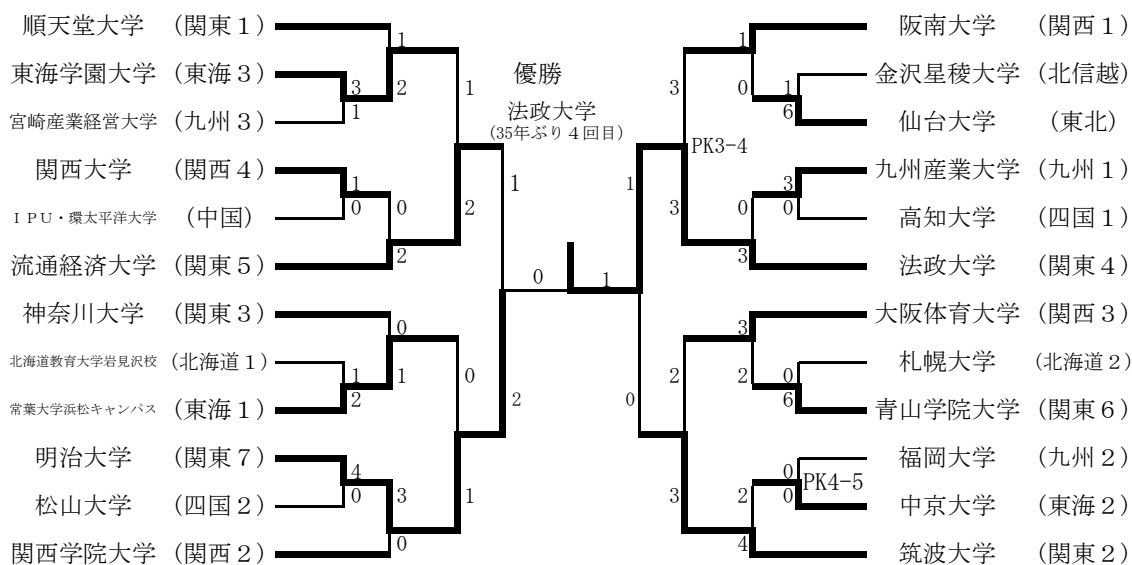 順天堂大学 (関東1)
東海学園大学 (東海3)
宮崎産業経営大学 (九州3)
関西大学 (関西4)
IPU・環太平洋大学 (中国)
流通経済大学 (関東5)
神奈川大学 (関東3)
北海道教育大学岩見沢校 (北海道1)
常葉大学浜松キャンパス (東海1)
明治大学 (関東7)
松山大学 (四国2)
関西学院大学 (関西2)
1
3
2
1
1
1
0
0
2
2
1
0
1
1
2
0
2
4
0
3
0
1
優勝
法政大学
(35年ぶり4回目)
0
1
1
3
PK3-4
3
1
0
1
6
3
0
0
0
3
0
2
3
3
2
0
6
0
PK4-5
0
2
4
阪南大学 (関西1)
金沢星稜大学 (北信越)
仙台大学 (東北)
九州産業大学 (九州1)
高知大学 (四国1)
法政大学 (関東4)
大阪体育大学 (関西3)
札幌大学 (北海道2)
青山学院大学 (関東6)
福岡大学 (九州2)
中京大学 (東海2)
筑波大学 (関東2)